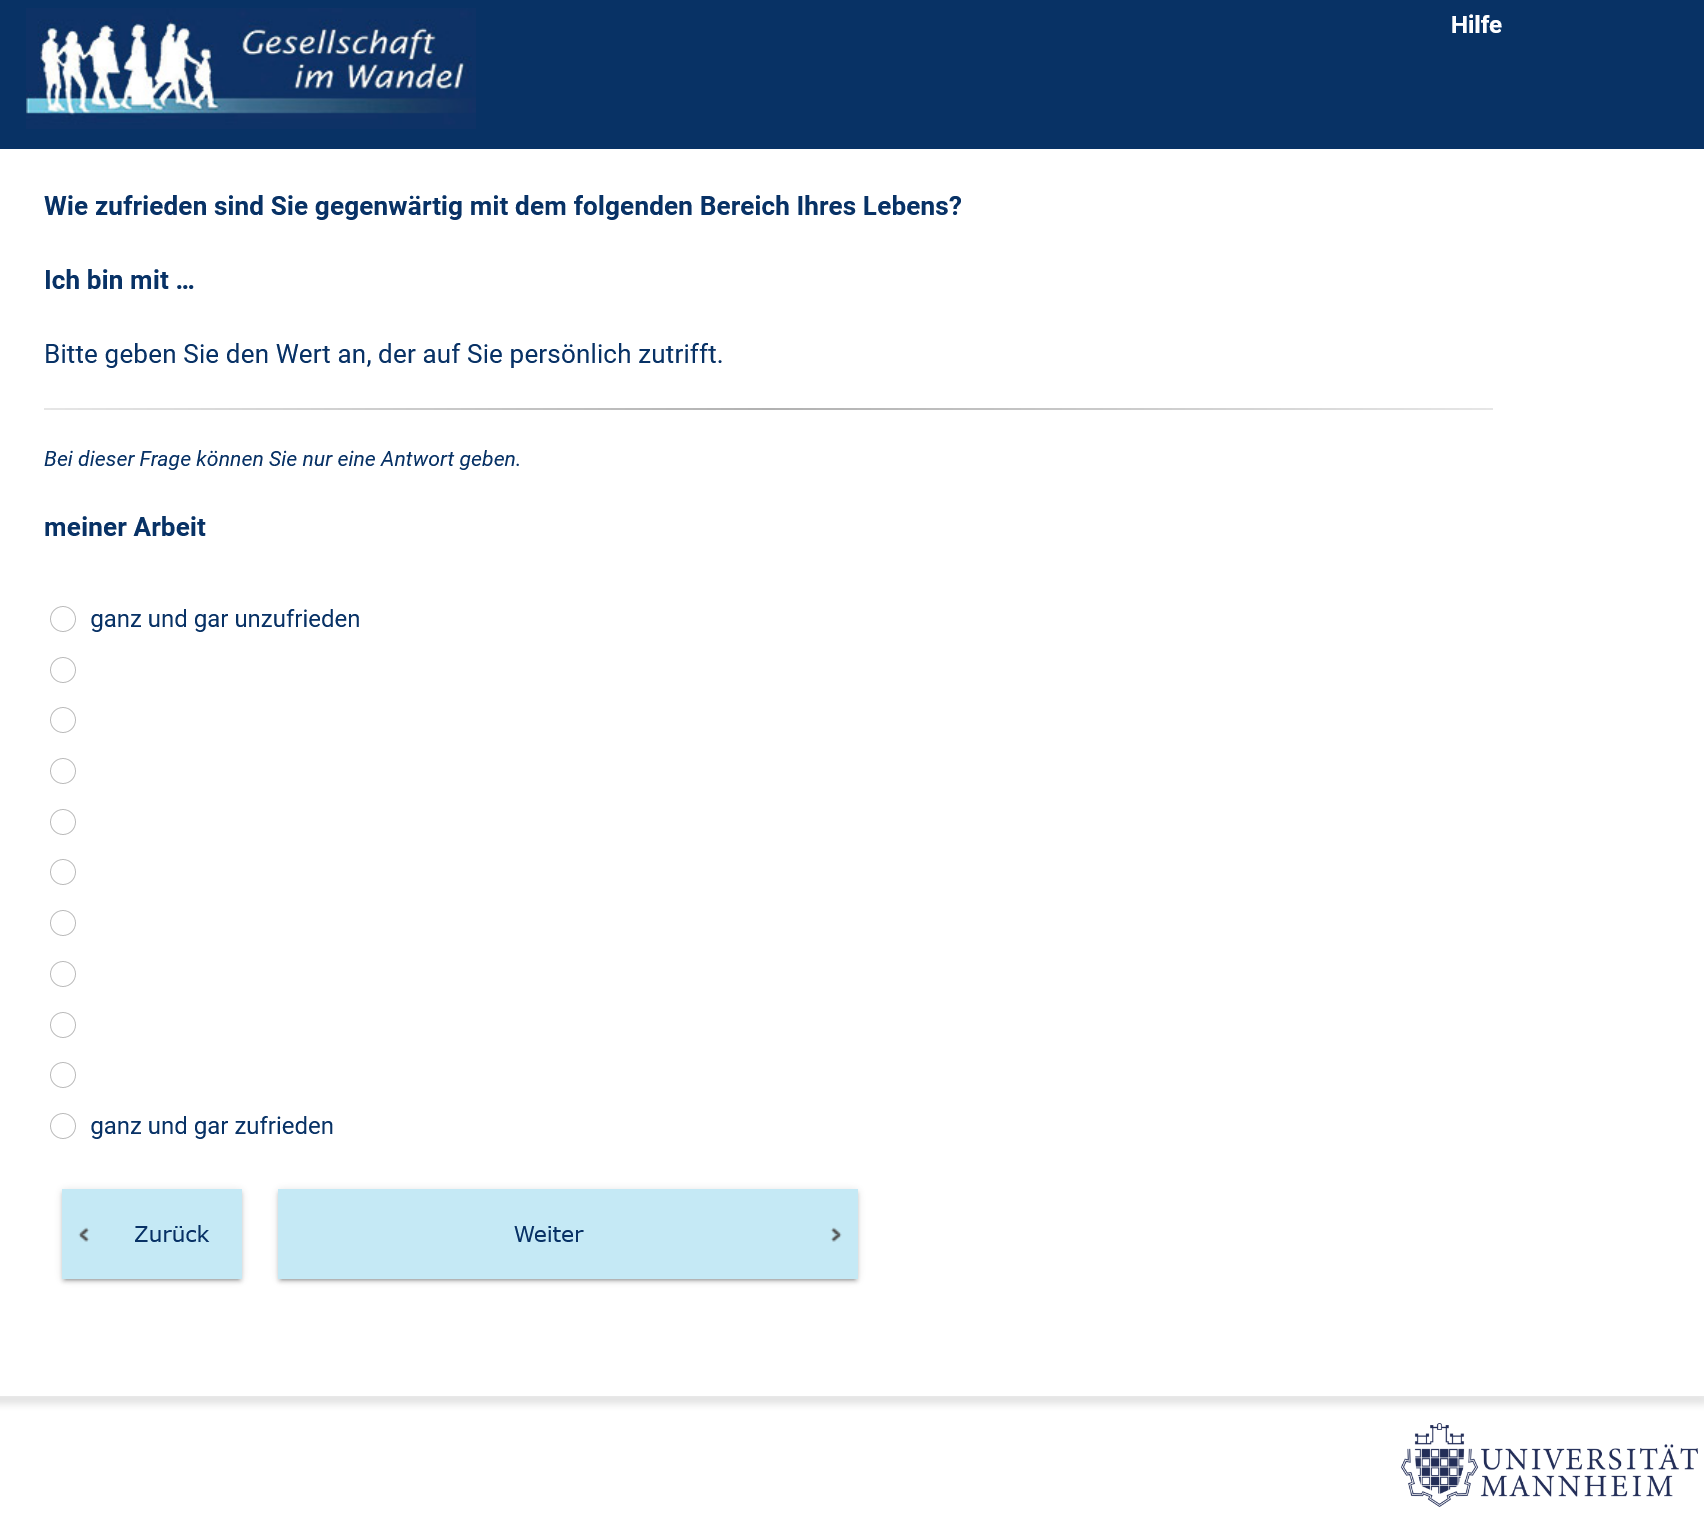 Gesellschaft
im Wandel
Hilfe
Wie zufrieden sind Sie gegenwärtig mit dem folgenden Bereich Ihres Lebens?
Ich bin mit ...
Bitte geben Sie den Wert an, der auf Sie persönlich zutrifft.
Bei dieser Frage können Sie nur eine Antwort geben.
meiner Arbeit
ganz und gar unzufrieden
ganz und gar zufrieden
Zurück
Weiter
UNIVERSITÄT
MANNHEIM